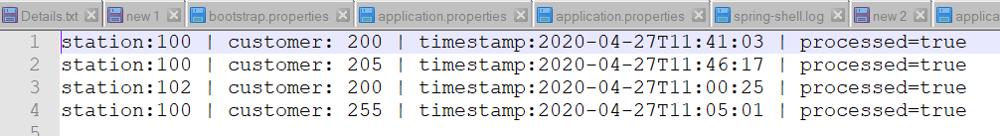 Details.txt new 1 bootstrap.properties application.properties application.properties spring-shell.log new 2 applica
1 station:100 | customer: 200 | timestamp:2020-04-27T11:41:03 | processed=true
2 station:100 | customer: 205 | timestamp:2020-04-27T11:46:17 | processed=true
3 station:102 | customer: 200 | timestamp:2020-04-27T11:00:25 | processed=true
4 station:100 | customer: 255 | timestamp:2020-04-27T11:05:01 | processed=true
5